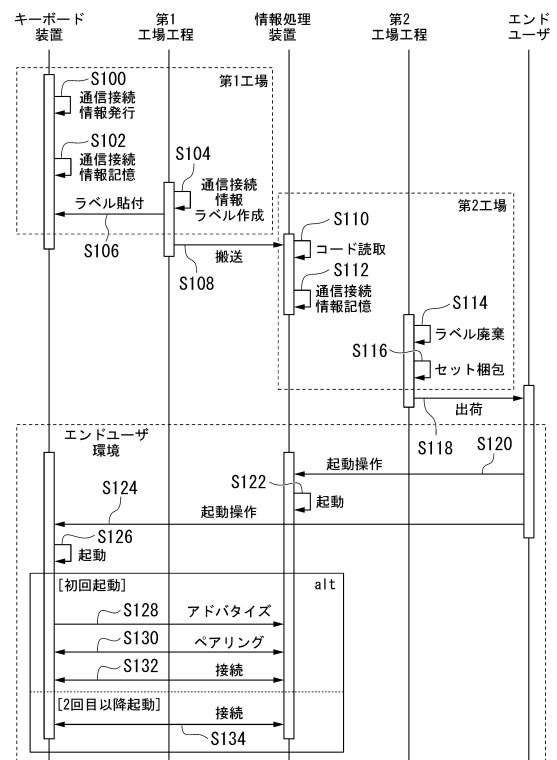 キーボード
装置
第1
工場工程
情報処理
装置
第2
工場工程
エンド
ユーザ
第1工場
S100
通信接続
情報発行
S102
通信接続
情報記憶
S104
通信接続
情報
ラベル作成
ラベル貼付
S106
搬送
S108
第2工場
S110
コード読取
S112
通信接続
情報記憶
S114
ラベル廃棄
S116
セット梱包
出荷
S118
エンドユーザ
環境
S120
起動操作
S122
起動
S124
起動操作
S126
起動
[初回起動]
alt
S128
アドバタイズ
S130
ペアリング
S132
接続
[2回目以降起動]
接続
S134